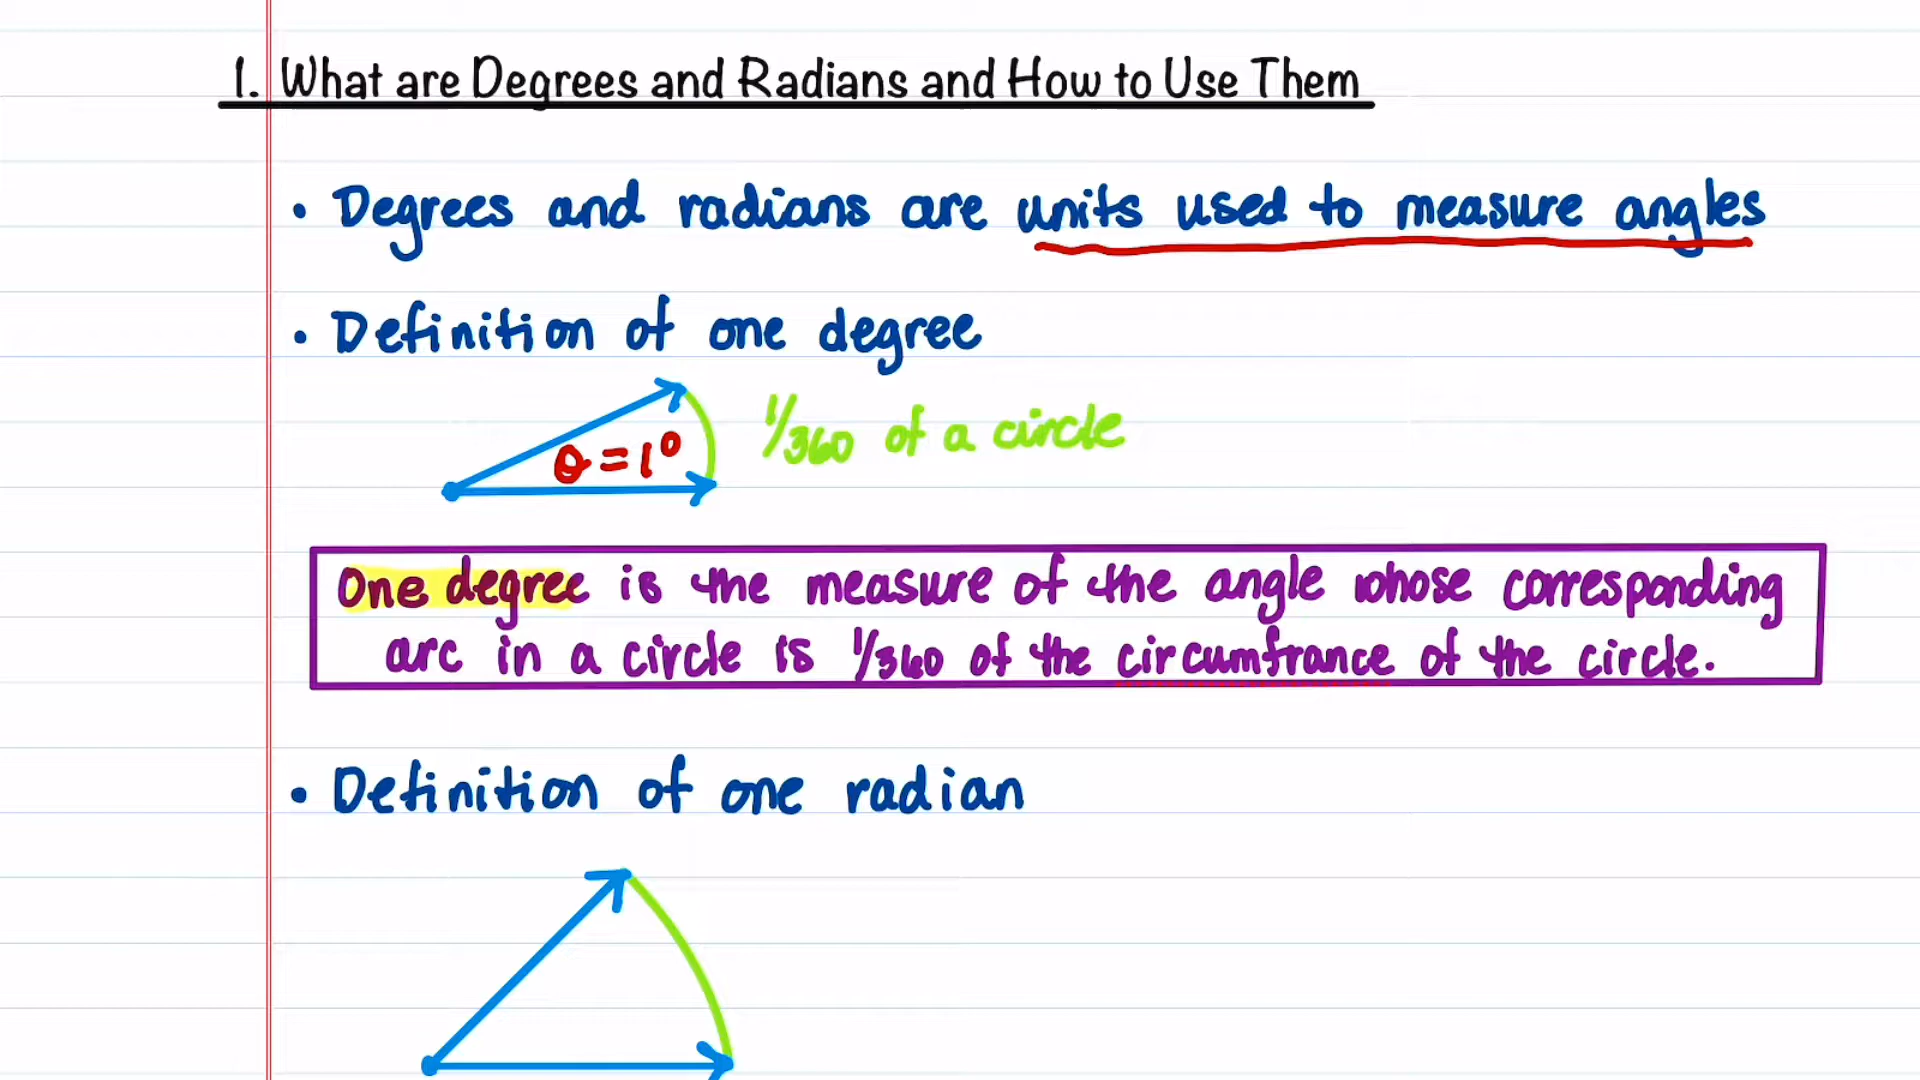 1. What are Degrees and Radians and How to Use Them
• Degrees and radians are units used to measure angles
• Definition of one degree
1/360 of a circle
θ = 1°
One degree is the measure of the angle whose corresponding
arc in a circle is 1/360 of the circumfrance of the circle.
• Definition of one radian